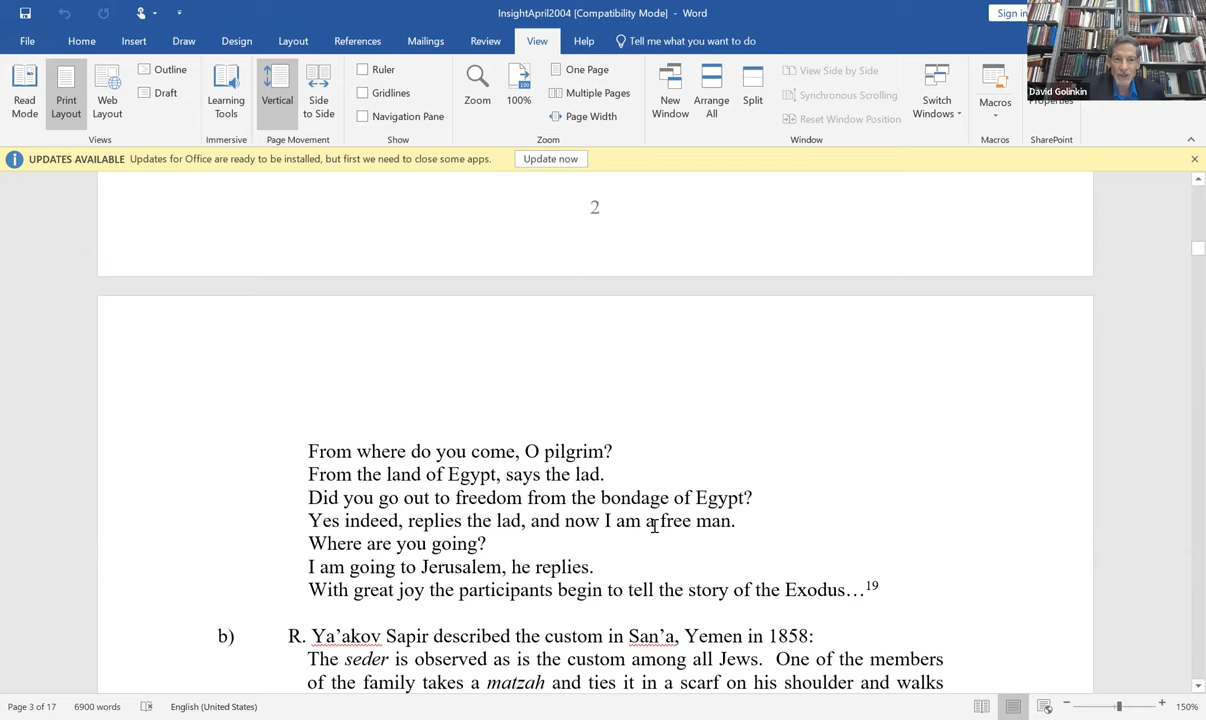 InsightApril2004 [Compatibility Mode] - Word
Sign in
File Home Insert Draw Design Layout References Mailings Review View Help Tell me what you want to do
David Golinkin
Read Mode
Print Layout
Web Layout
Outline
Draft
Views
Learning Tools
Immersive
Vertical
Side to Side
Page Movement
Ruler
Gridlines
Navigation Pane
Show
Zoom
100%
One Page
Multiple Pages
Page Width
Zoom
New Window
Arrange All
Split
View Side by Side
Synchronous Scrolling
Reset Window Position
Window
Switch Windows
Macros
Macros
Properties
SharePoint
UPDATES AVAILABLE Updates for Office are ready to be installed, but first we need to close some apps. Update now
2
From where do you come, O pilgrim?
From the land of Egypt, says the lad.
Did you go out to freedom from the bondage of Egypt?
Yes indeed, replies the lad, and now I am a free man.
Where are you going?
I am going to Jerusalem, he replies.
With great joy the participants begin to tell the story of the Exodus…19
b) R. Ya’akov Sapir described the custom in San’a, Yemen in 1858:
The seder is observed as is the custom among all Jews. One of the members
of the family takes a matzah and ties it in a scarf on his shoulder and walks
Page 3 of 17 6900 words English (United States) 150%